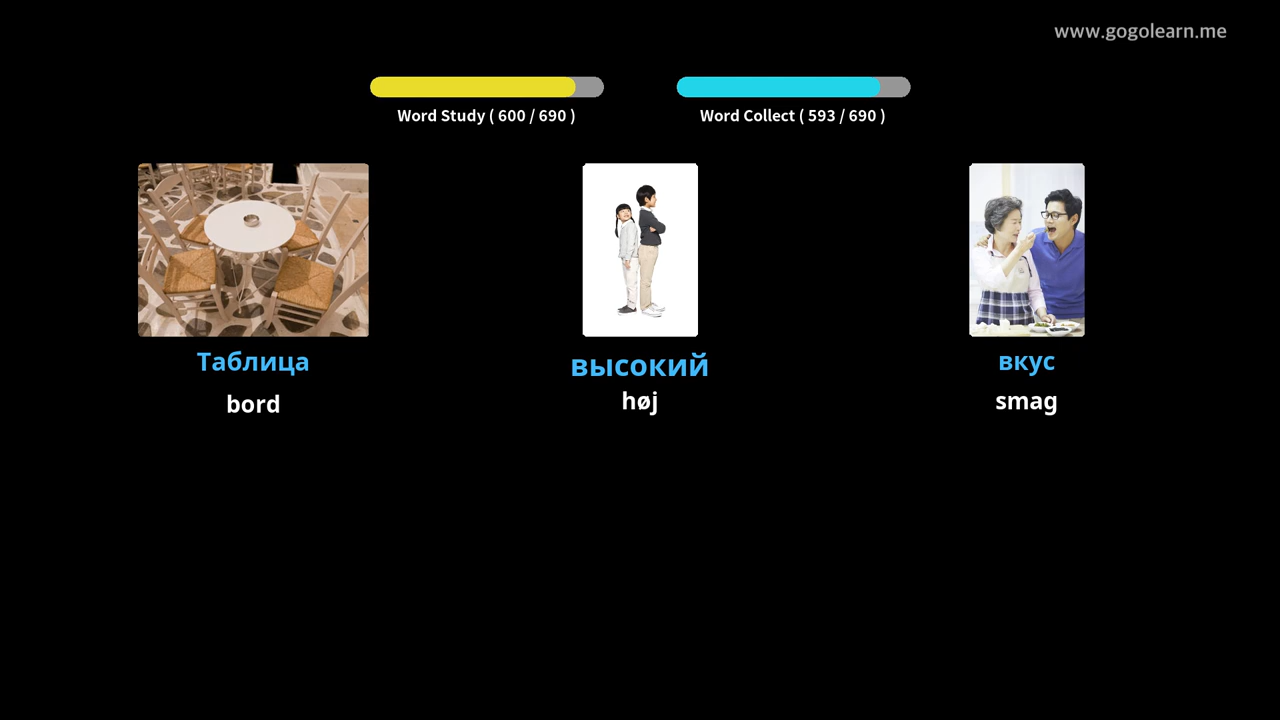 www.gogolearn.me
Word Study ( 600 / 690 )
Word Collect ( 593 / 690 )
Таблица
высокий
вкус
bord
høj
smag